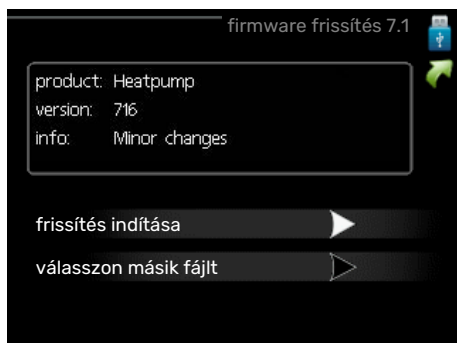 firmware frissítés 7.1
product: Heatpump
version: 716
info: Minor changes
frissítés indítása
válasszon másik fájlt